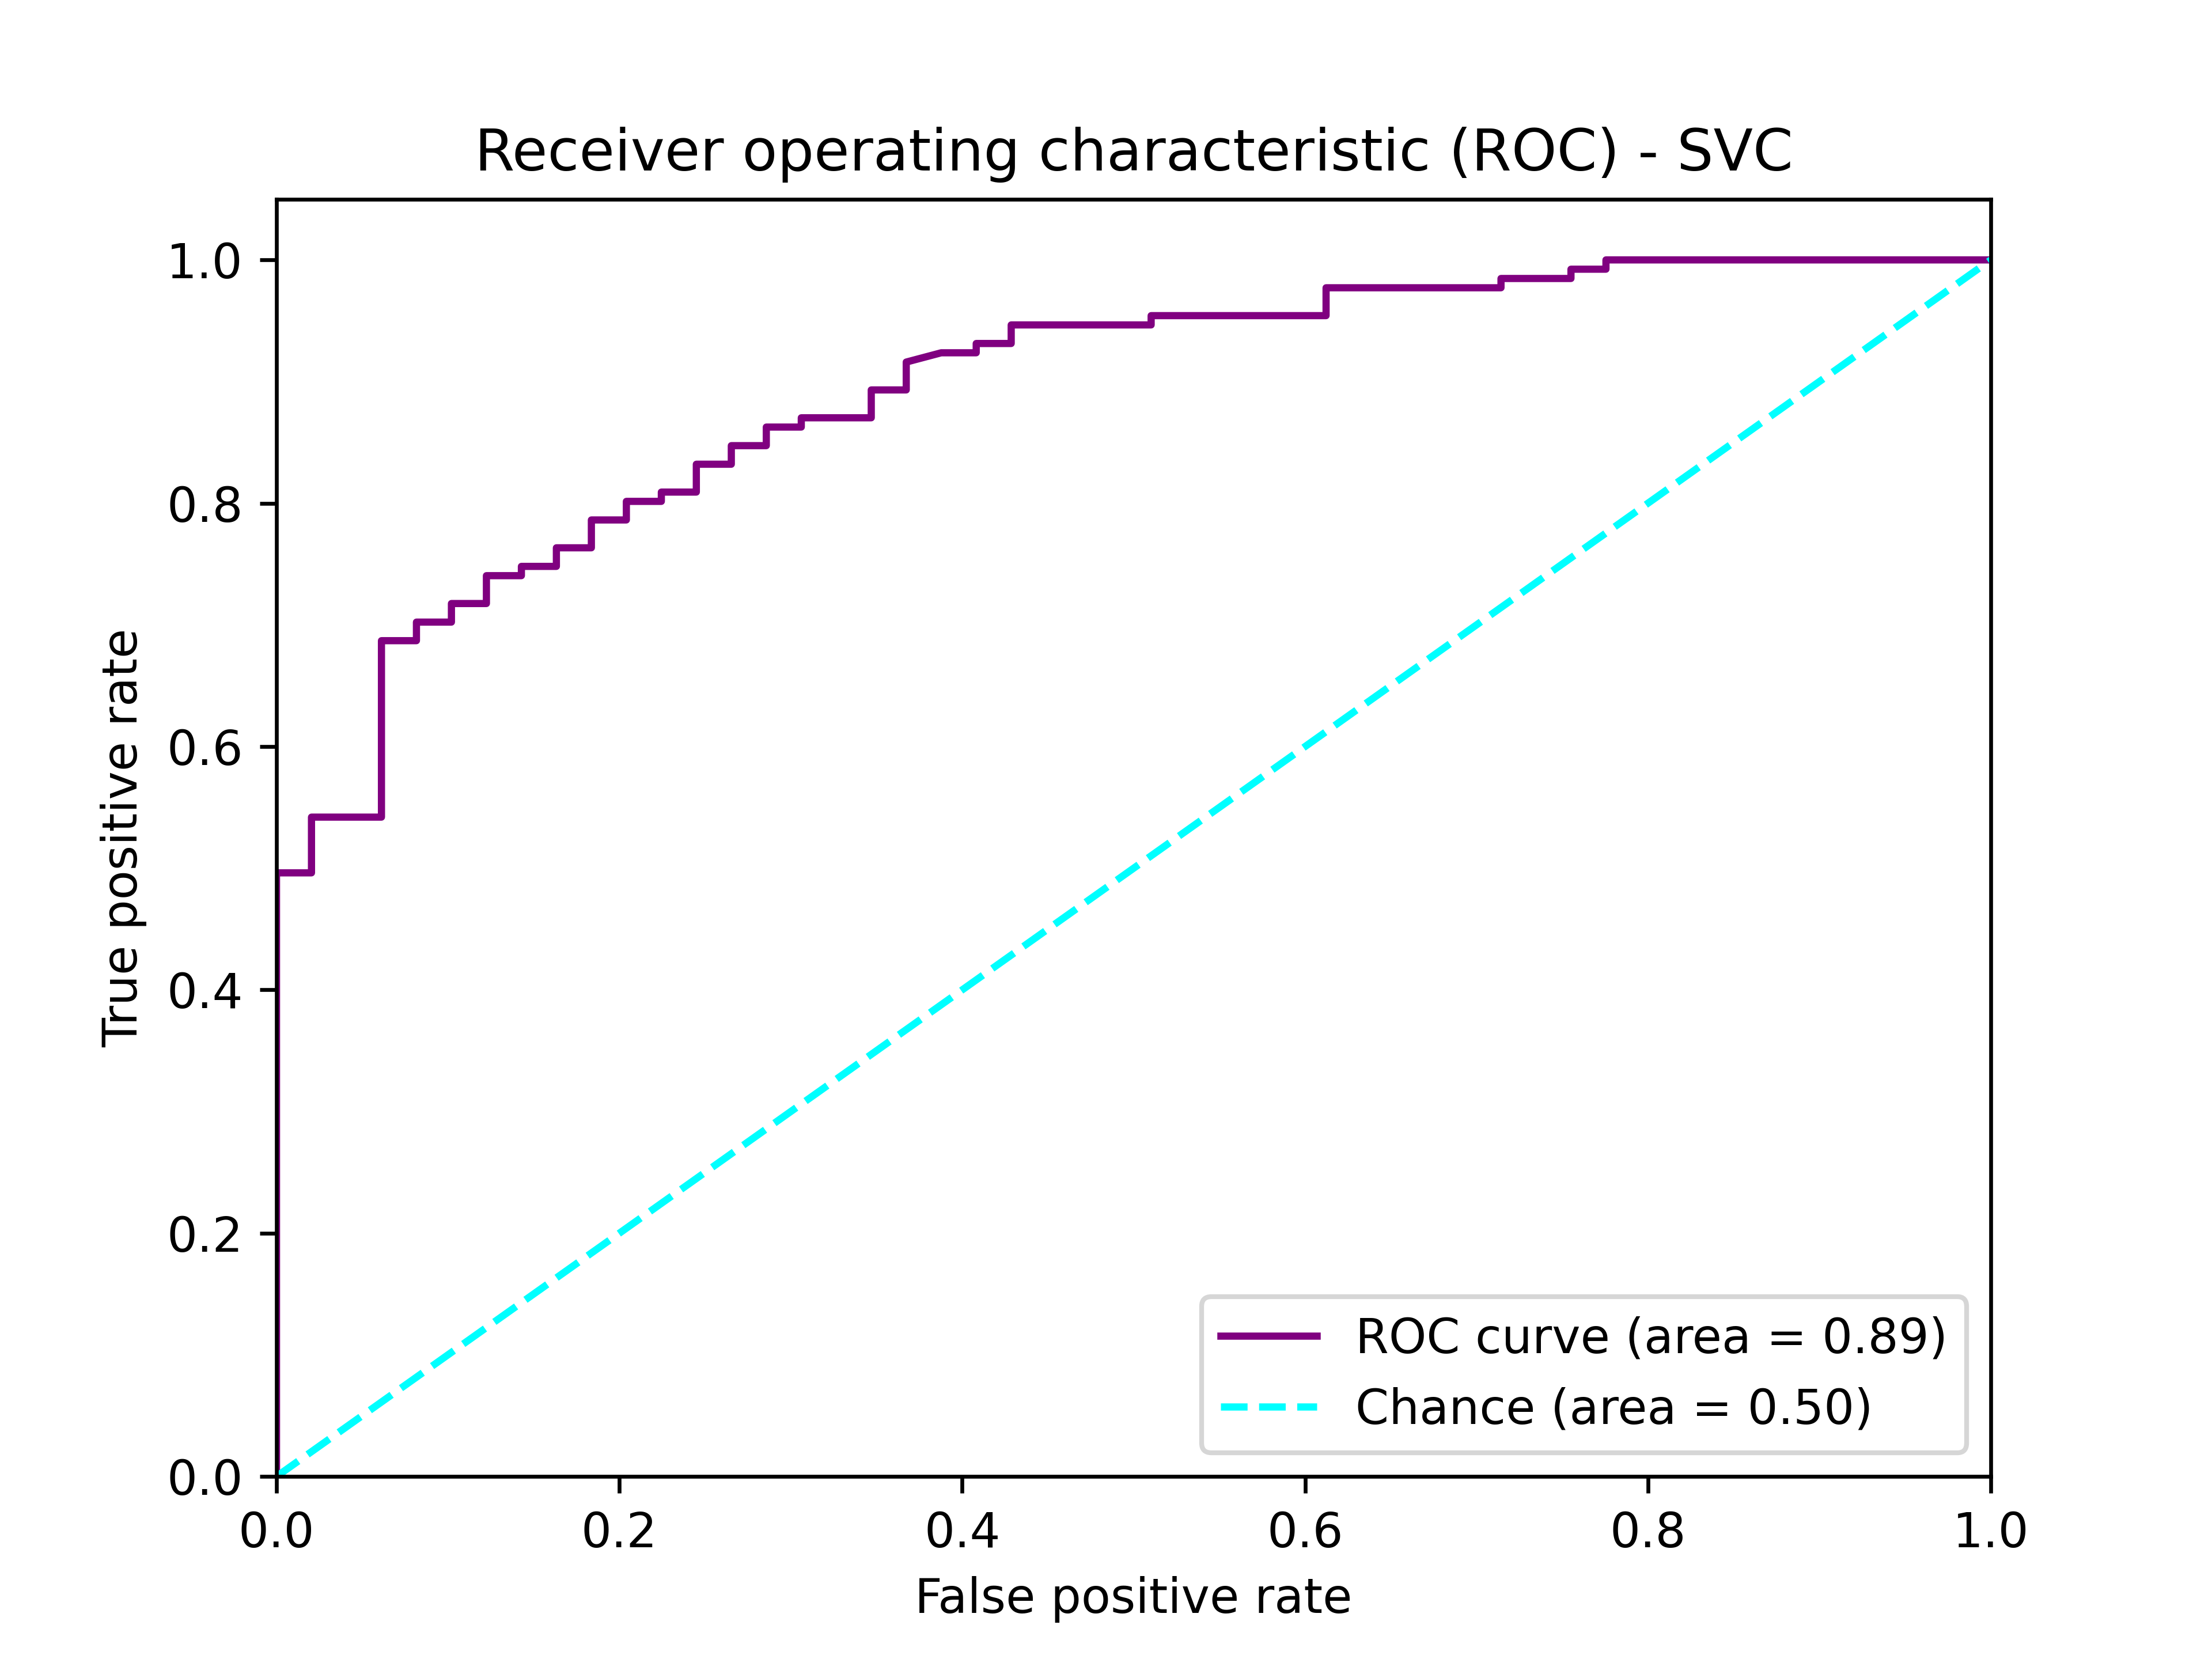 Receiver operating characteristic (ROC) - SVC
1.0
0.8
0.6
0.4
0.2
0.0
True positive rate
ROC curve (area = 0.89)
Chance (area = 0.50)
0.0 0.2 0.4 0.6 0.8 1.0
False positive rate